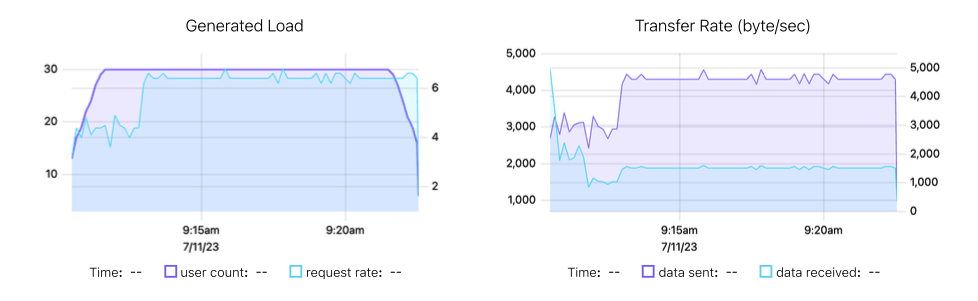 Generated Load
30
20
10
6
4
2
9:15am
7/11/23
9:20am
Time: -- user count: -- request rate: --
Transfer Rate (byte/sec)
5,000
4,000
3,000
2,000
1,000
5,000
4,000
3,000
2,000
1,000
0
9:15am
7/11/23
9:20am
Time: -- data sent: -- data received: --